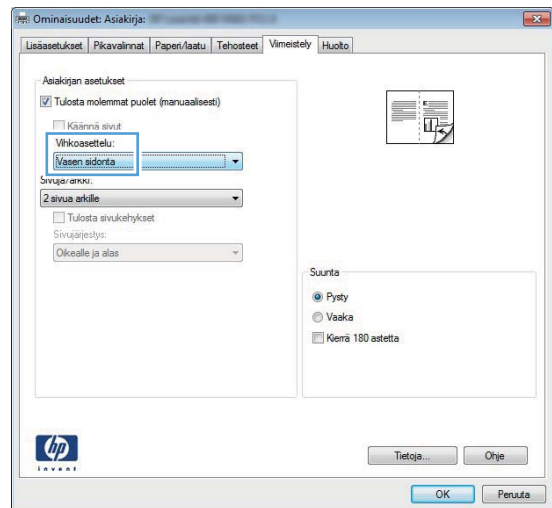 Ominaisuudet: Asiakirja:
Lisäasetukset Pikavalinnat Paperi/laatu Tehosteet Viimeistely Huolto
Asiakirjan asetukset
Tulosta molemmat puolet (manuaalisesti)
Käännä sivut
Vihkoasettelu:
Vasen sidonta
Sivuja/arkki:
2 sivua arkille
Tulosta sivukehykset
Sivujärjestys:
Oikealle ja alas
Suunta
Pysty
Vaaka
Kierrä 180 astetta
hp
invent
Tietoja... Ohje
OK Peruuta